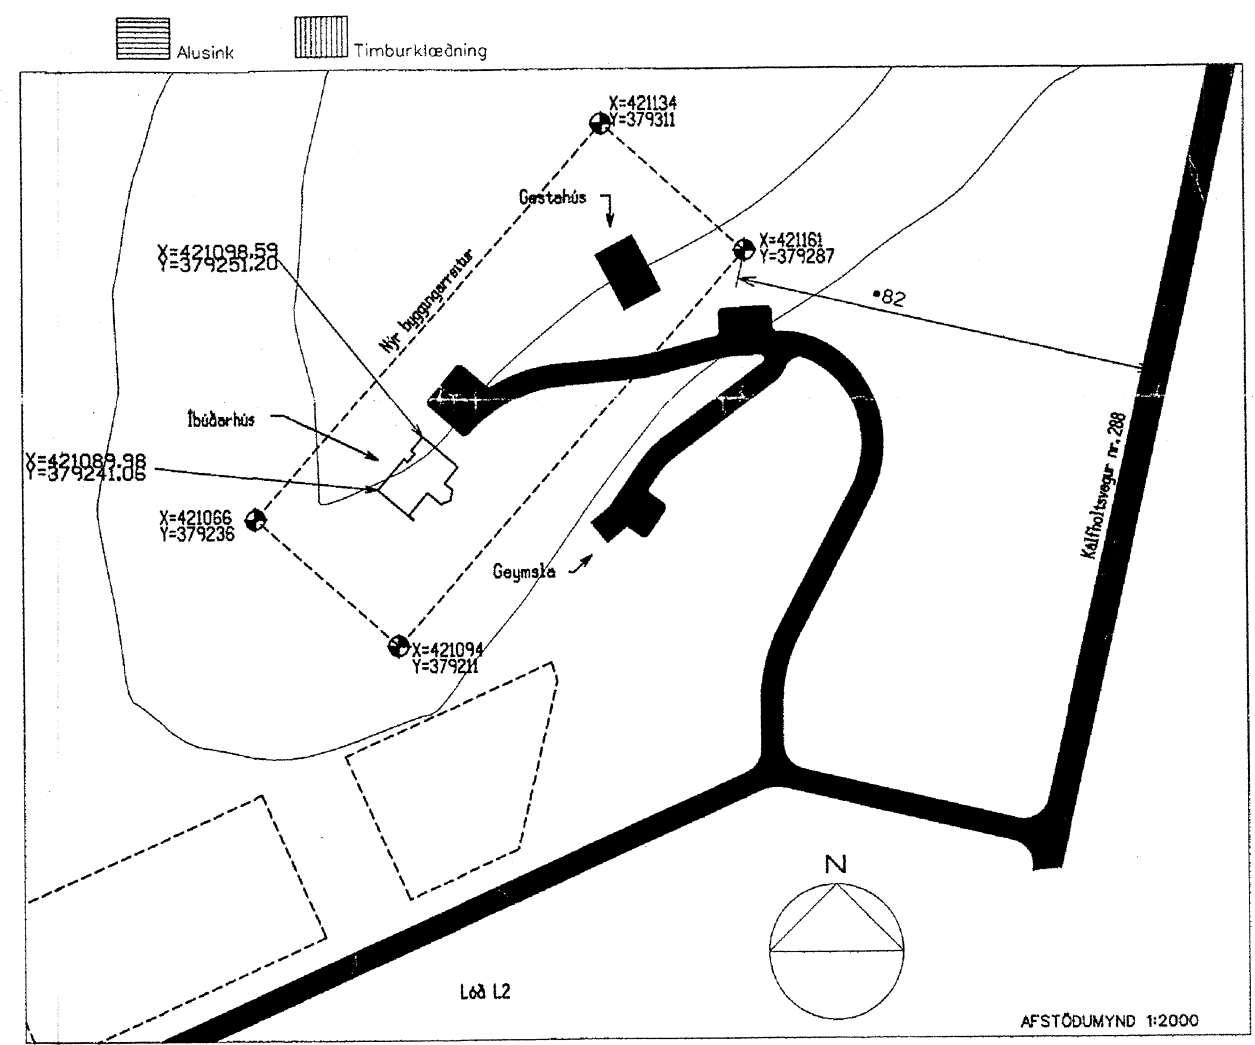 Alusink
Timburklæðning
X=421134
Y=379311
Gestahús
X=421161
Y=379287
X=421098.59
Y=379251.20
Nýr byggingarreitur
82
Íbúðarhús
X=421089.98
Y=379241.06
Kálfholtsvegur nr. 288
X=421066
Y=379236
Geymsla
X=421094
Y=379211
N
Lóð L2
AFSTÖÐUMYND 1:2000